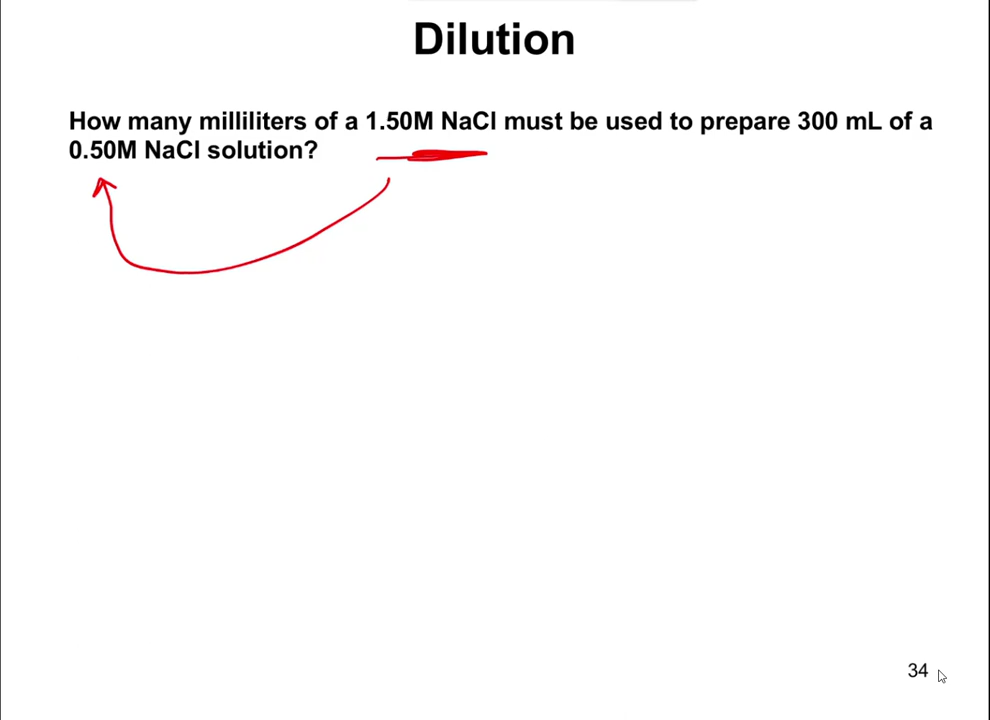 Dilution
How many milliliters of a 1.50M NaCl must be used to prepare 300 mL of a
0.50M NaCl solution?
34